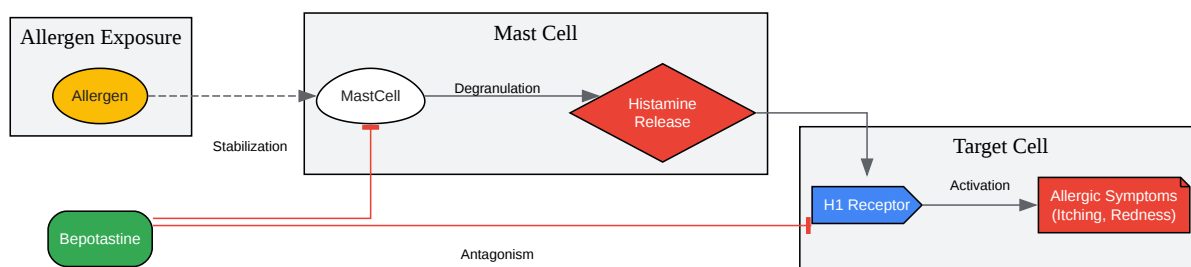 Allergen Exposure
Allergen
Mast Cell
MastCell
Degranulation
Histamine
Release
Stabilization
Target Cell
H1 Receptor
Activation
Allergic Symptoms
(Itching, Redness)
Bepotastine
Antagonism